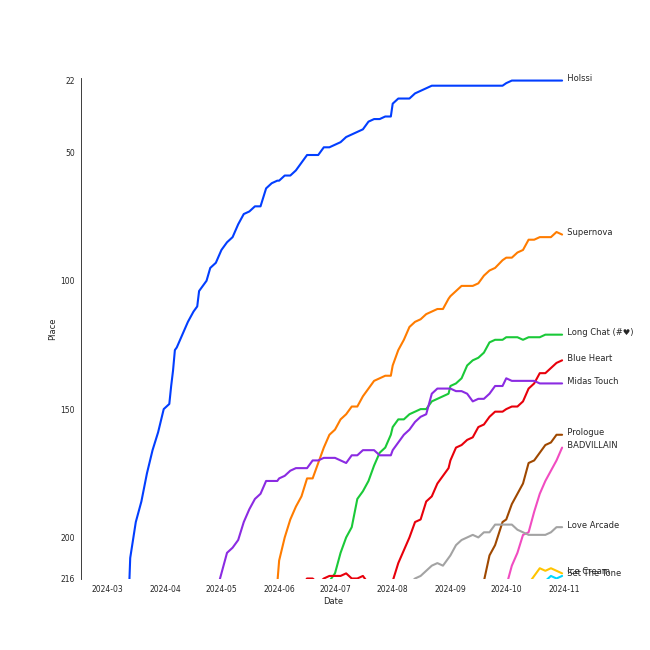 22
Holssi
50
100
150
200
216
Place
Supernova
Long Chat (#♥)
Blue Heart
Midas Touch
Prologue
BADVILLAIN
Love Arcade
Ice Cream
Set The Tone
2024-03 2024-04 2024-05 2024-06 2024-07 2024-08 2024-09 2024-10 2024-11
Date